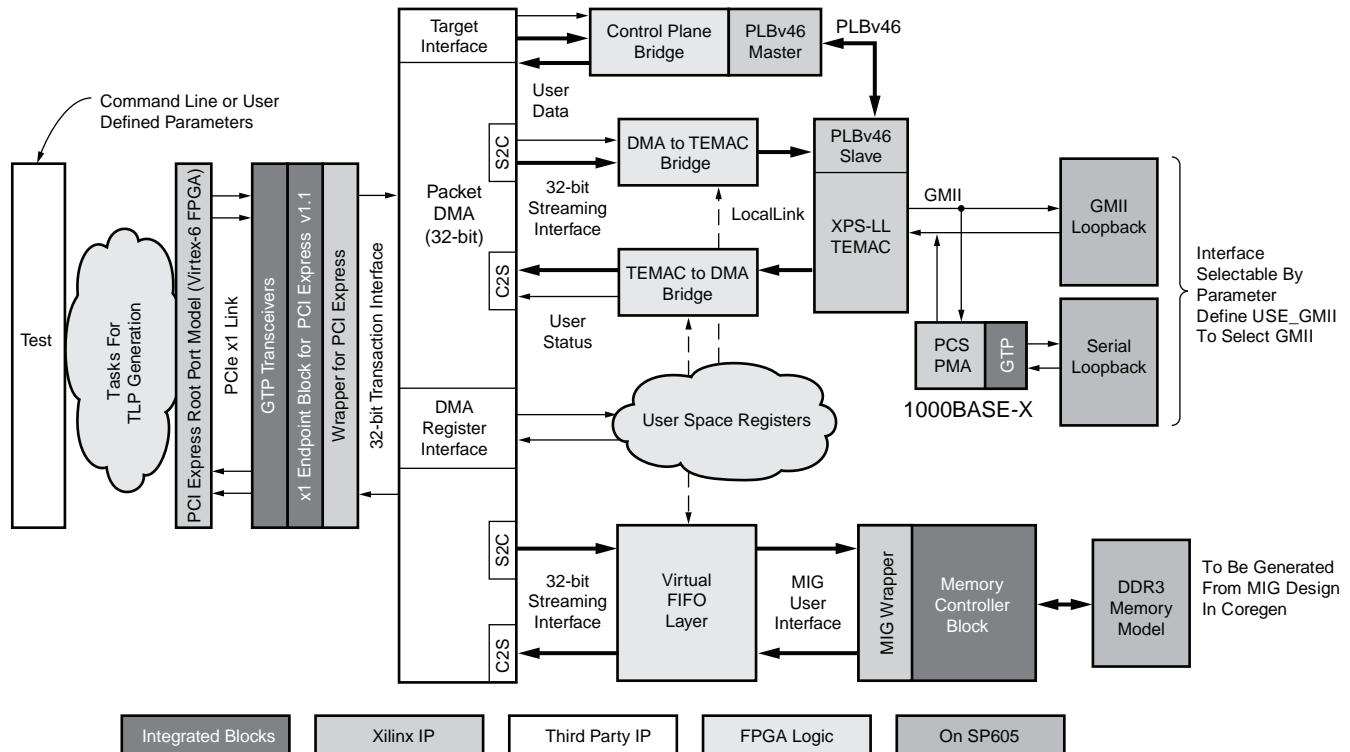 Command Line or User
Defined Parameters
Test
Tasks For
TLP Generation
PCI Express Root Port Model (Virtex-6 FPGA)
PCIe x1 Link
GTP Transceivers
x1 Endpoint Block for PCI Express v1.1
Wrapper for PCI Express
32-bit Transaction Interface
Target
Interface
Packet
DMA
(32-bit)
DMA
Register
Interface
S2C
C2S
S2C
C2S
Control Plane
Bridge
PLBv46
Master
PLBv46
User
Data
DMA to TEMAC
Bridge
32-bit
Streaming
Interface
LocalLink
TEMAC to DMA
Bridge
User
Status
PLBv46
Slave
XPS-LL
TEMAC
GMII
GMII
Loopback
PCS
PMA
GTP
1000BASE-X
Serial
Loopback
Interface
Selectable By
Parameter
Define USE_GMII
To Select GMII
User Space Registers
32-bit
Streaming
Interface
Virtual
FIFO
Layer
MIG
User
Interface
MIG Wrapper
Memory
Controller
Block
DDR3
Memory
Model
To Be Generated
From MIG Design
In Coregen
Integrated Blocks
Xilinx IP
Third Party IP
FPGA Logic
On SP605